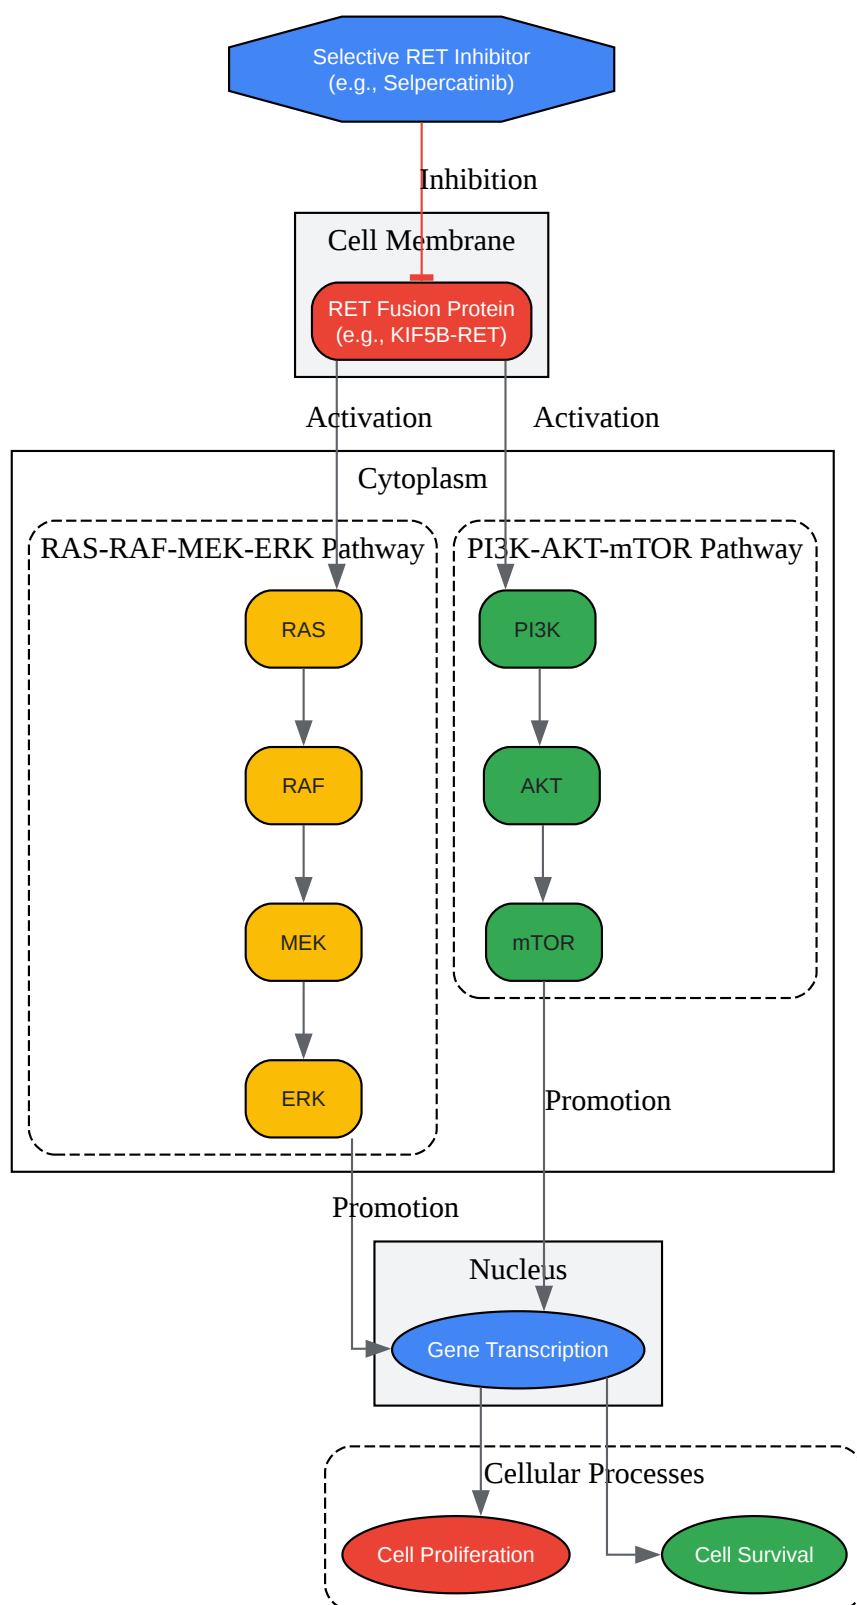 Selective RET Inhibitor
(e.g., Selpercatinib)
Inhibition
Cell Membrane
RET Fusion Protein
(e.g., KIF5B-RET)
Activation
Activation
Cytoplasm
RAS-RAF-MEK-ERK Pathway
PI3K-AKT-mTOR Pathway
RAS
PI3K
RAF
AKT
MEK
mTOR
ERK
Promotion
Promotion
Nucleus
Gene Transcription
Cellular Processes
Cell Proliferation
Cell Survival